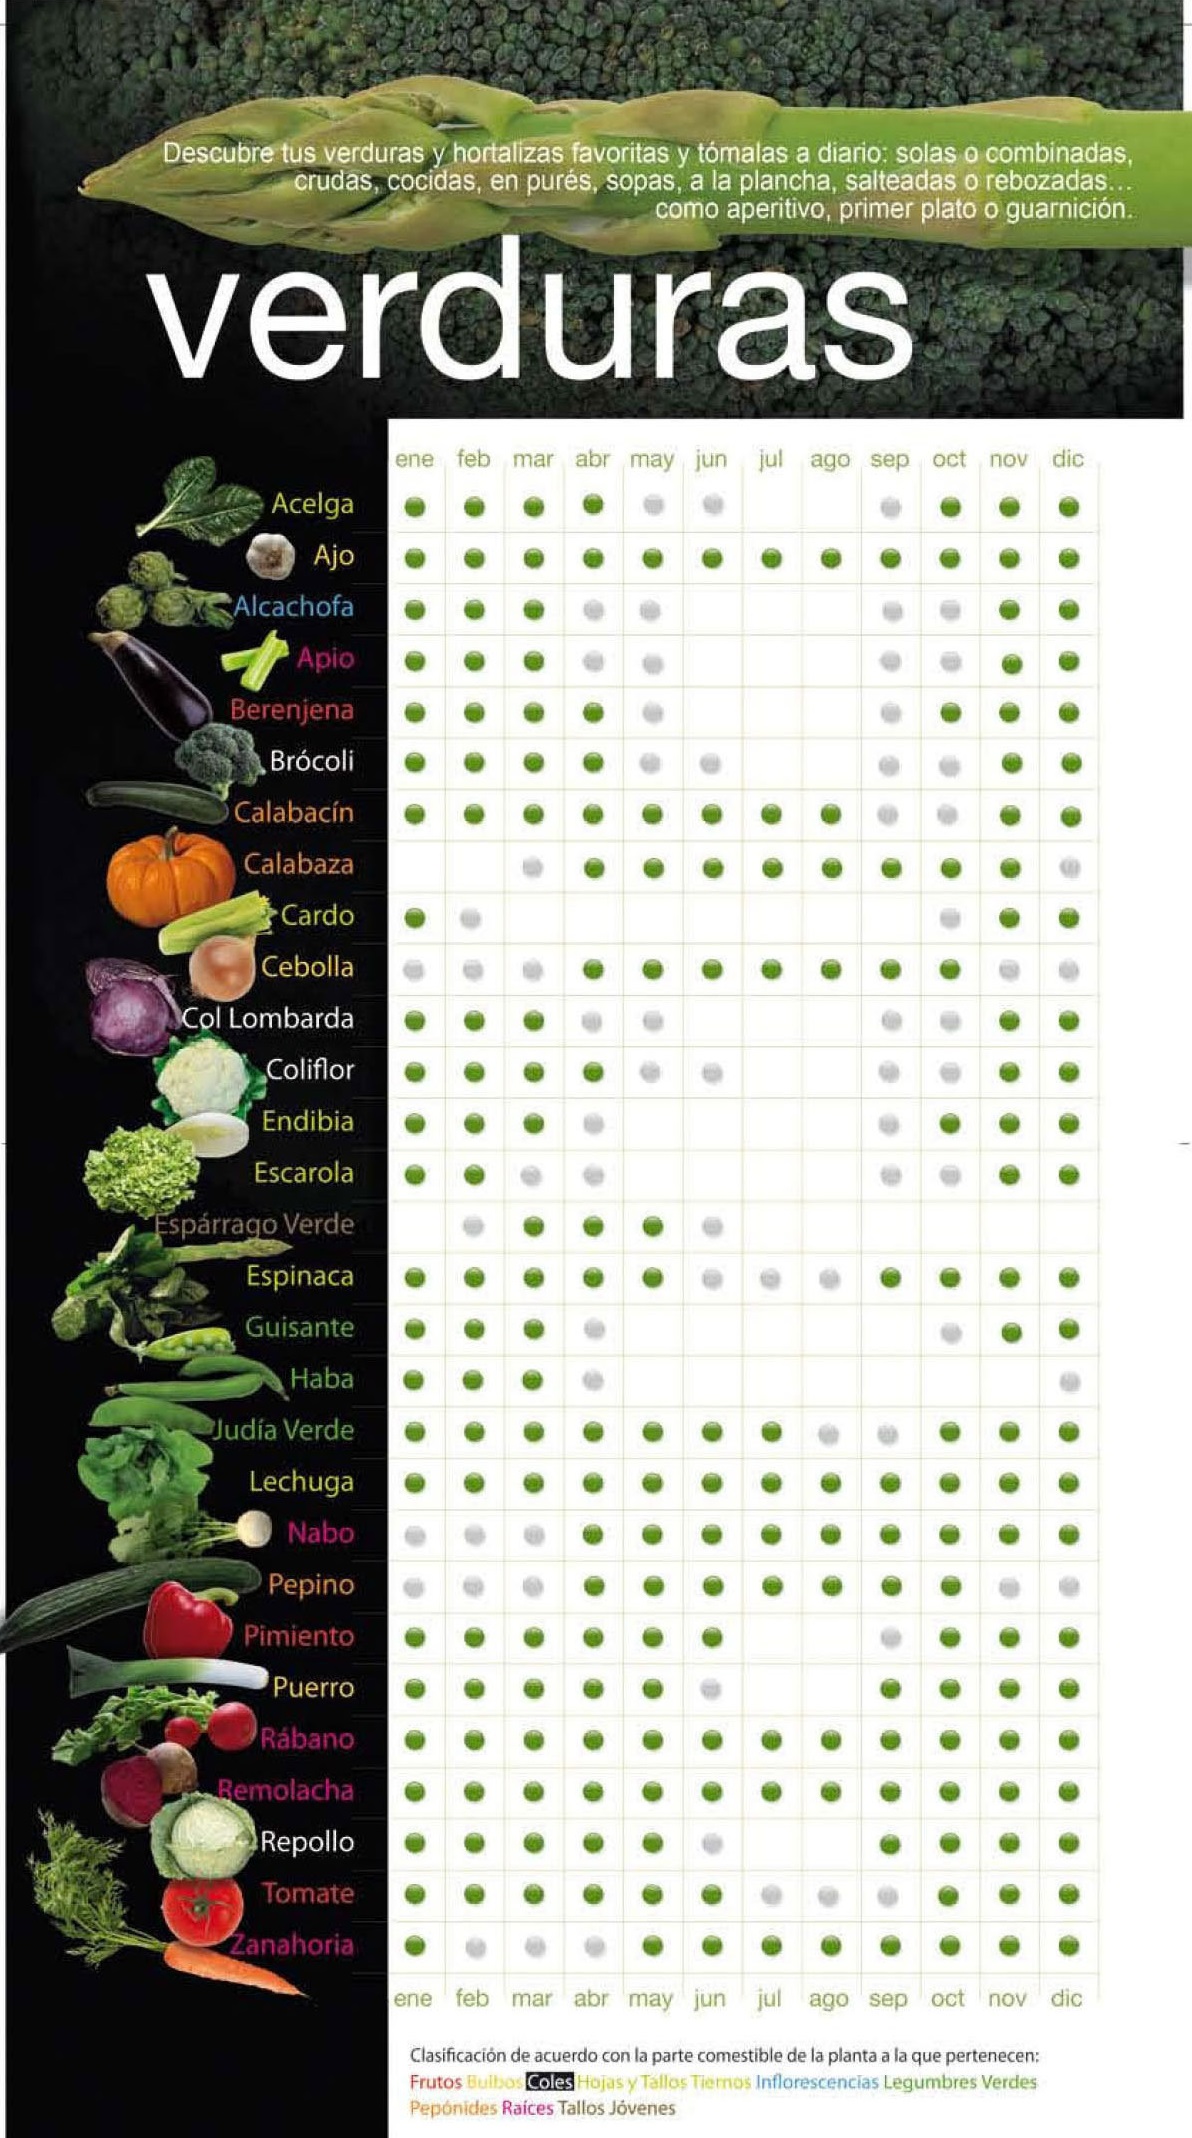 Descubre tus verduras y hortalizas favoritas y tómalas a diario: solas o combinadas,
crudas, cocidas, en purés, sopas, a la plancha, salteadas o rebozadas...
como aperitivo, primer plato o guarnición.
verduras
ene feb mar abr may jun jul ago sep oct nov dic
Acelga
Ajo
Alcachofa
Apio
Berenjena
Brócoli
Calabacín
Calabaza
Cardo
Cebolla
Col Lombarda
Coliflor
Endibia
Escarola
Espárrago Verde
Espinaca
Guisante
Haba
Judía Verde
Lechuga
Nabo
Pepino
Pimiento
Puerro
Rábano
Remolacha
Repollo
Tomate
Zanahoria
ene feb mar abr may jun jul ago sep oct nov dic
Clasificación de acuerdo con la parte comestible de la planta a la que pertenecen:
Frutos Bulbos Coles Hojas y Tallos Tiernos Inflorescencias Legumbres Verdes
Pepónides Raíces Tallos Jóvenes